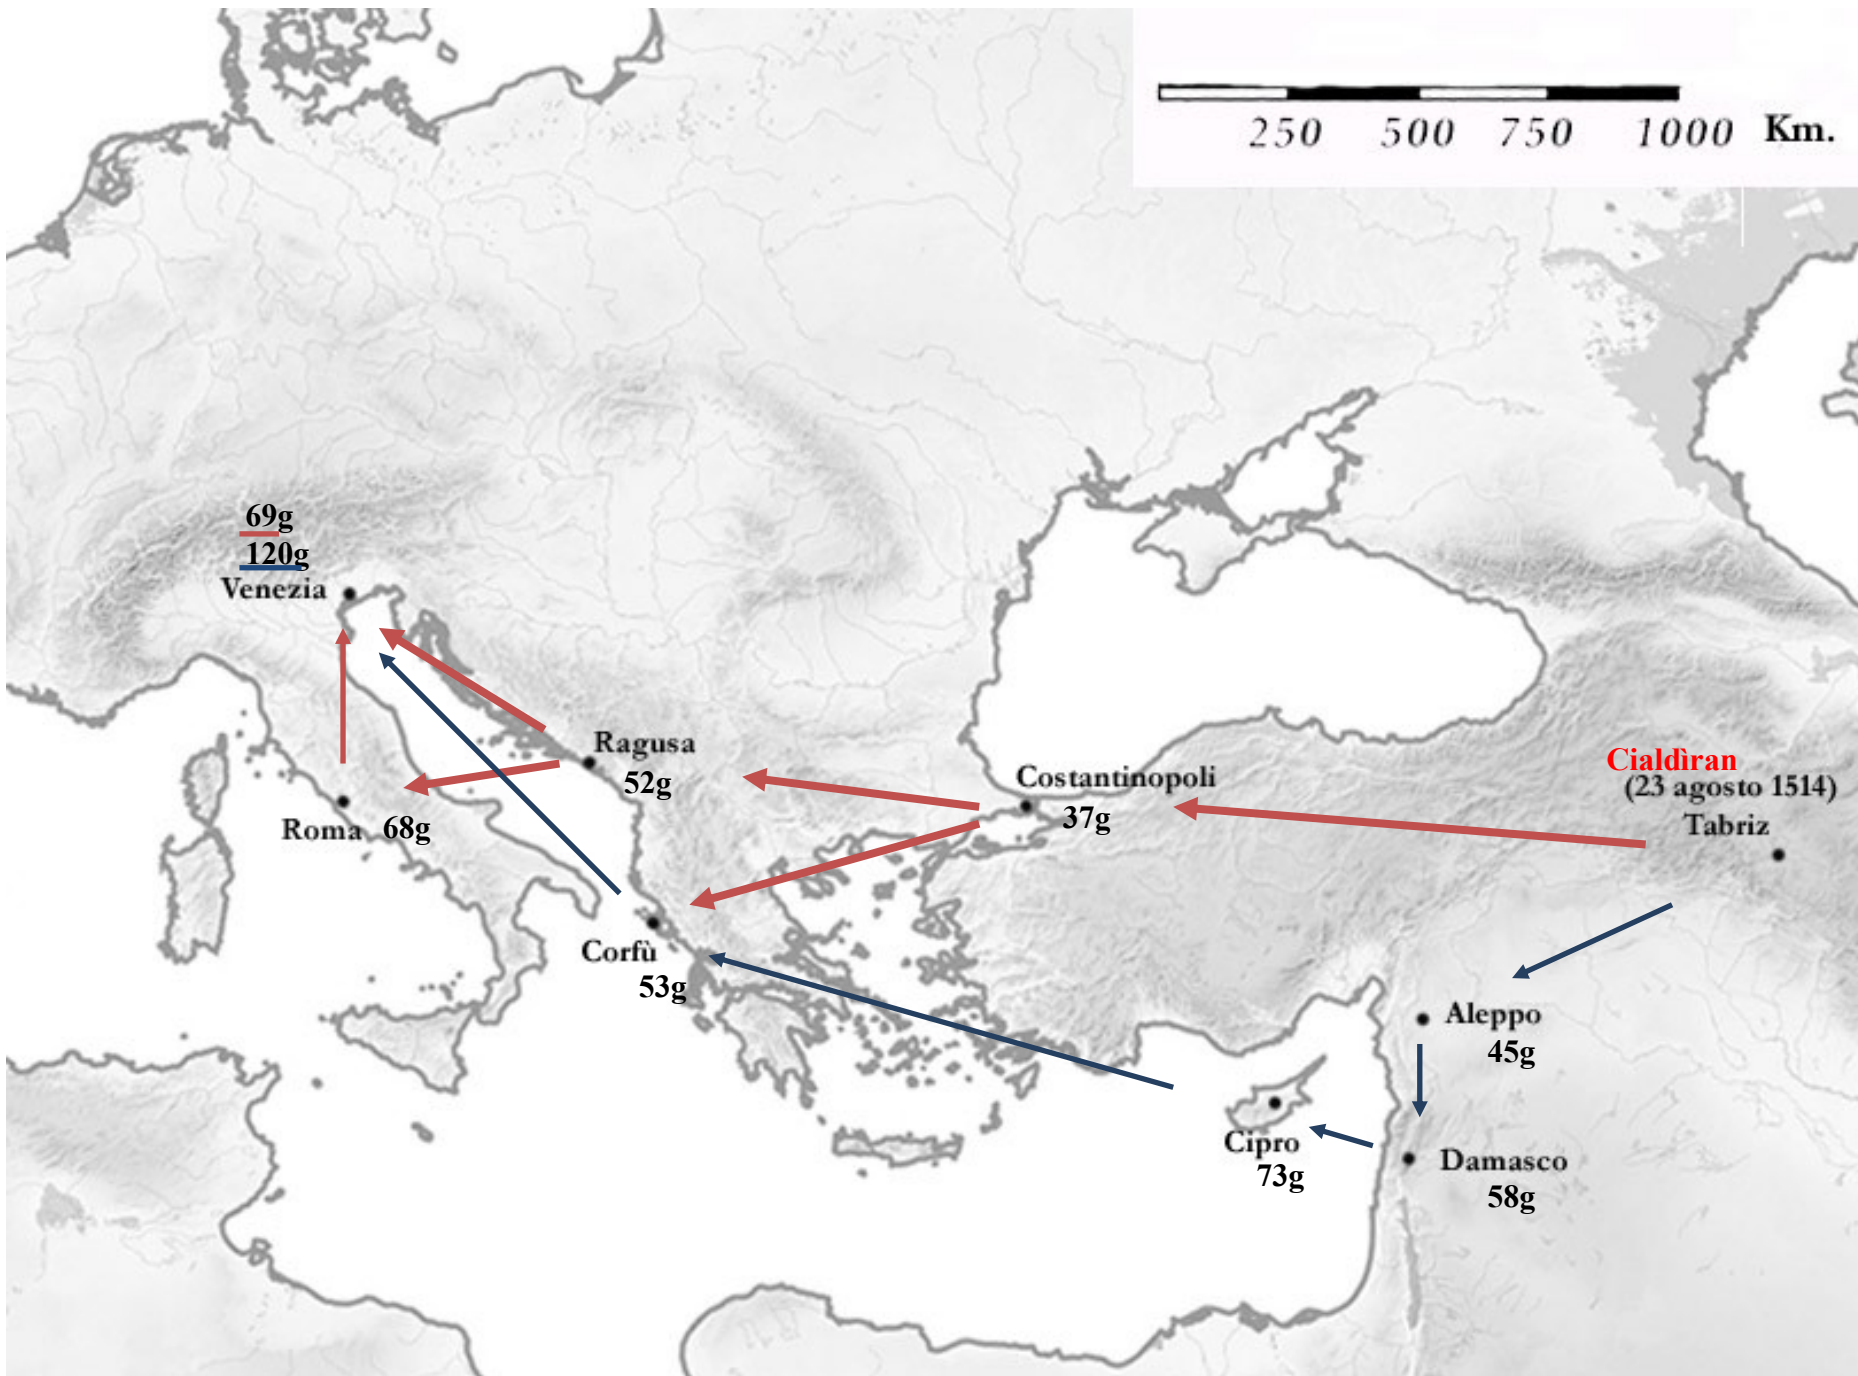 250 500 750 1000 Km.
69g
120g
Venezia
Ragusa
52g
Costantinopoli
37g
Cialdìran
(23 agosto 1514)
Tabriz
Roma 68g
Corfù
53g
Aleppo
45g
Cipro
73g
Damasco
58g